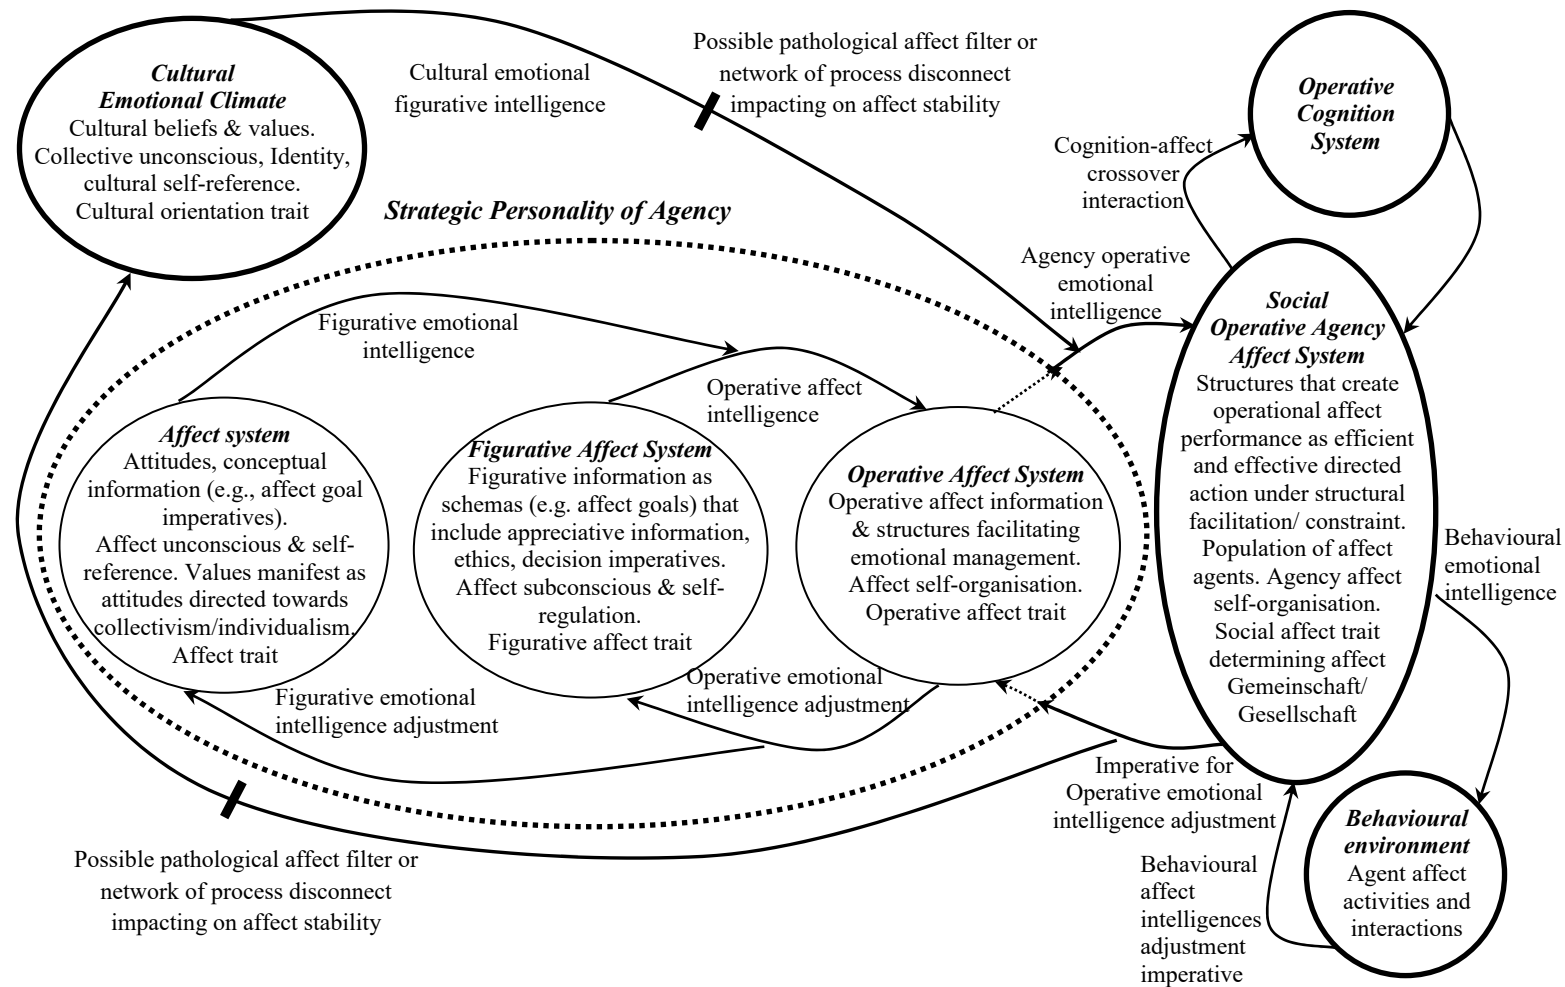 Cultural
Emotional Climate
Cultural beliefs & values.
Collective unconscious, Identity,
cultural self-reference.
Cultural orientation trait
Cultural emotional
figurative intelligence
Possible pathological affect filter or
network of process disconnect
impacting on affect stability
Operative
Cognition
System
Cognition-affect
crossover
interaction
Strategic Personality of Agency
Agency operative
emotional
intelligence
Figurative emotional
intelligence
Operative affect
intelligence
Affect system
Attitudes, conceptual
information (e.g., affect goal
imperatives).
Affect unconscious & self-
reference. Values manifest as
attitudes directed towards
collectivism/individualism.
Affect trait
Figurative Affect System
Figurative information as
schemas (e.g. affect goals) that
include appreciative information,
ethics, decision imperatives.
Affect subconscious & self-
regulation.
Figurative affect trait
Operative Affect System
Operative affect information
& structures facilitating
emotional management.
Affect self-organisation.
Operative affect trait
Social
Operative Agency
Affect System
Structures that create
operational affect
performance as efficient
and effective directed
action under structural
facilitation/ constraint.
Population of affect
agents. Agency affect
self-organisation.
Social affect trait
determining affect
Gemeinschaft/
Gesellschaft
Behavioural
emotional
intelligence
Figurative emotional
intelligence adjustment
Operative emotional
intelligence adjustment
Imperative for
Operative emotional
intelligence adjustment
Possible pathological affect filter or
network of process disconnect
impacting on affect stability
Behavioural
affect
intelligences
adjustment
imperative
Behavioural
environment
Agent affect
activities and
interactions